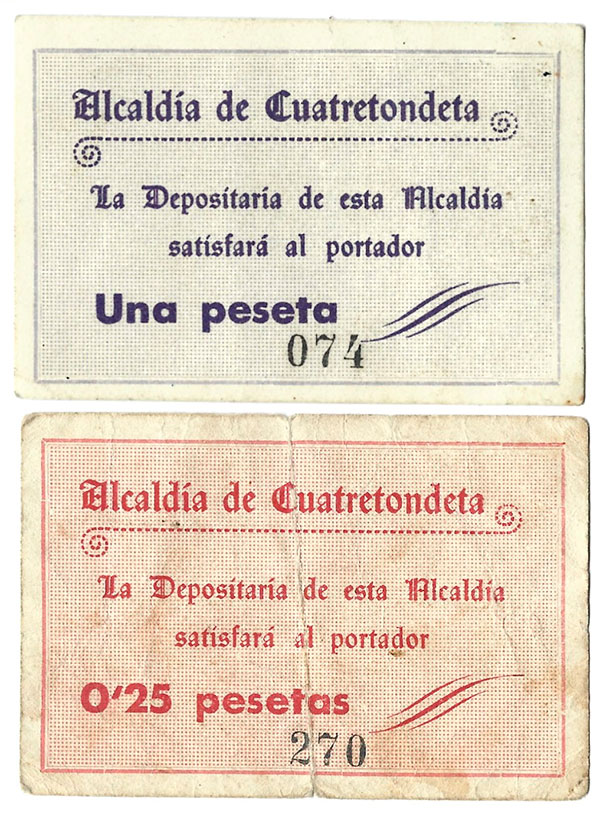 Alcaldía de Cuatretondeta
La Depositaría de esta Alcaldía
satisfará al portador
Una peseta
074
Alcaldía de Cuatretondeta
La Depositaría de esta Alcaldía
satisfará al portador
0'25 pesetas
270